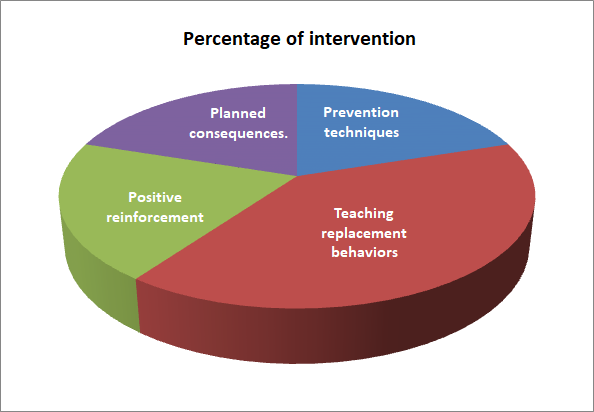 Percentage of intervention
Planned
consequences.
Prevention
techniques
Positive
reinforcement
Teaching
replacement
behaviors